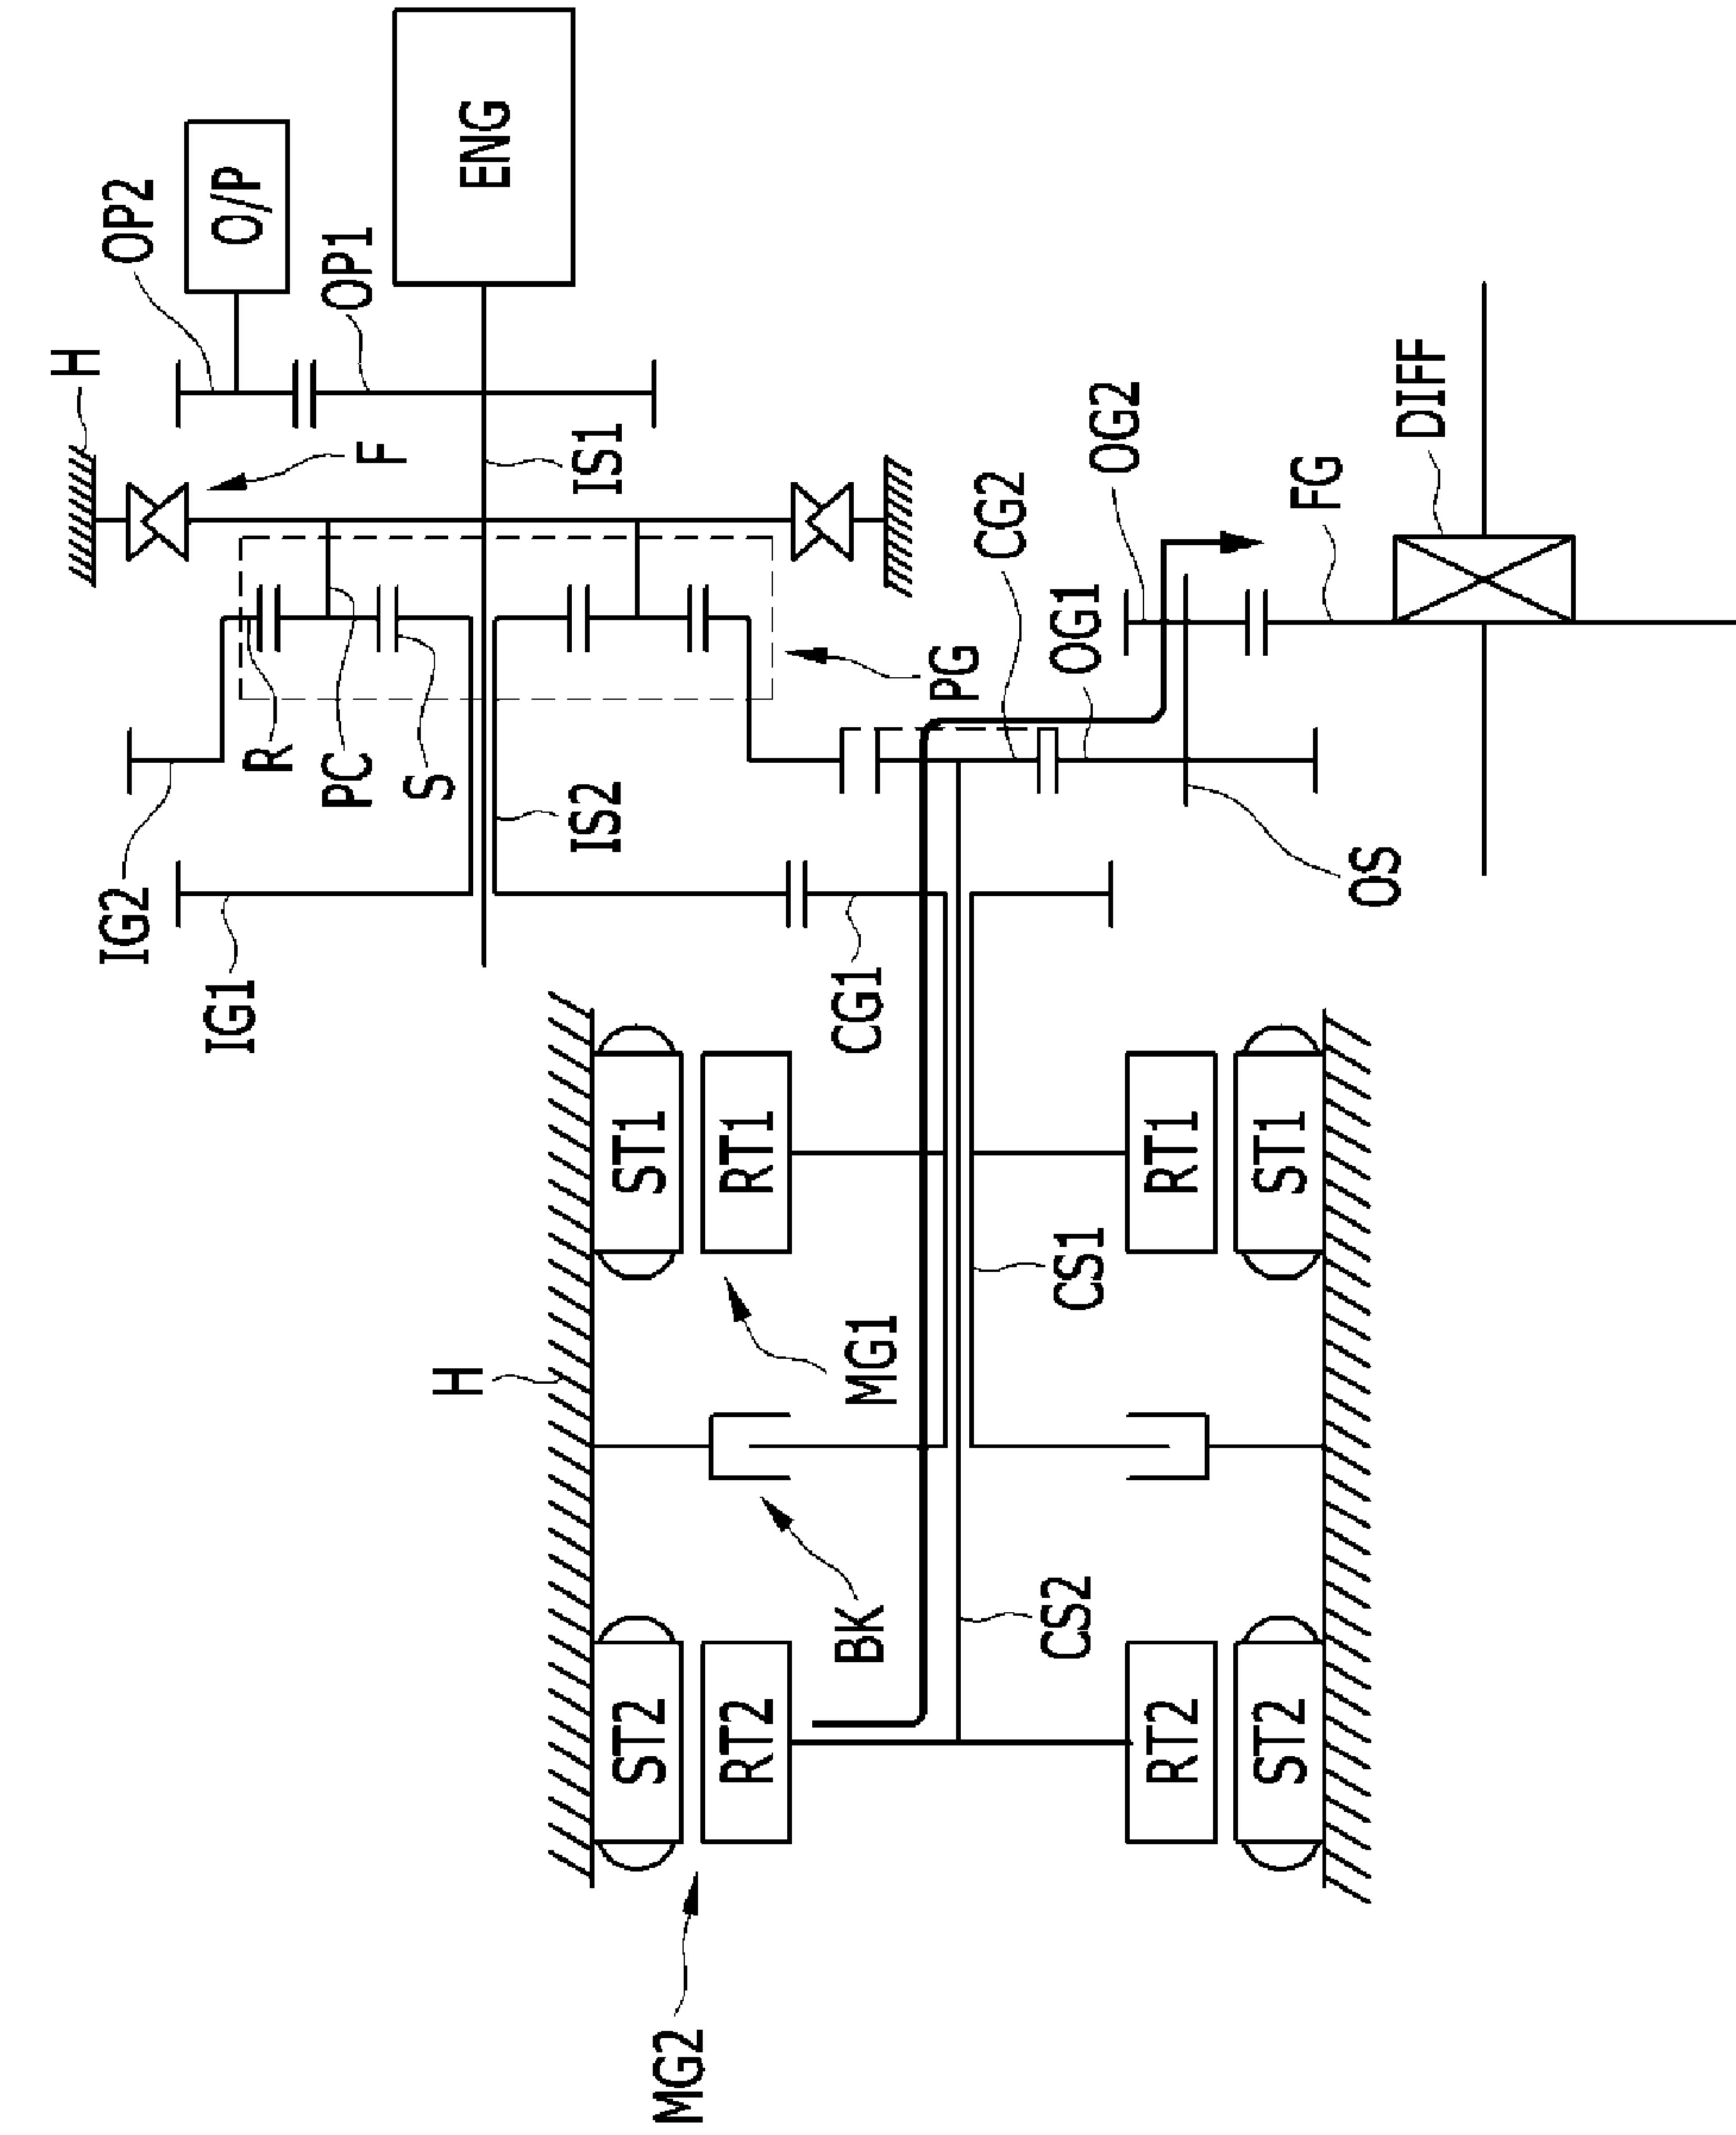 H
OP2
O/P
OP1
ENG
F
IS1
IG2
IG1
R
PC
S
IS2
PG
CG2
OG2
OG1
FG
DIFF
OS
CG1
H
ST1
RT1
MG1
CS1
RT1
ST1
BK
CS2
ST2
RT2
RT2
ST2
MG2